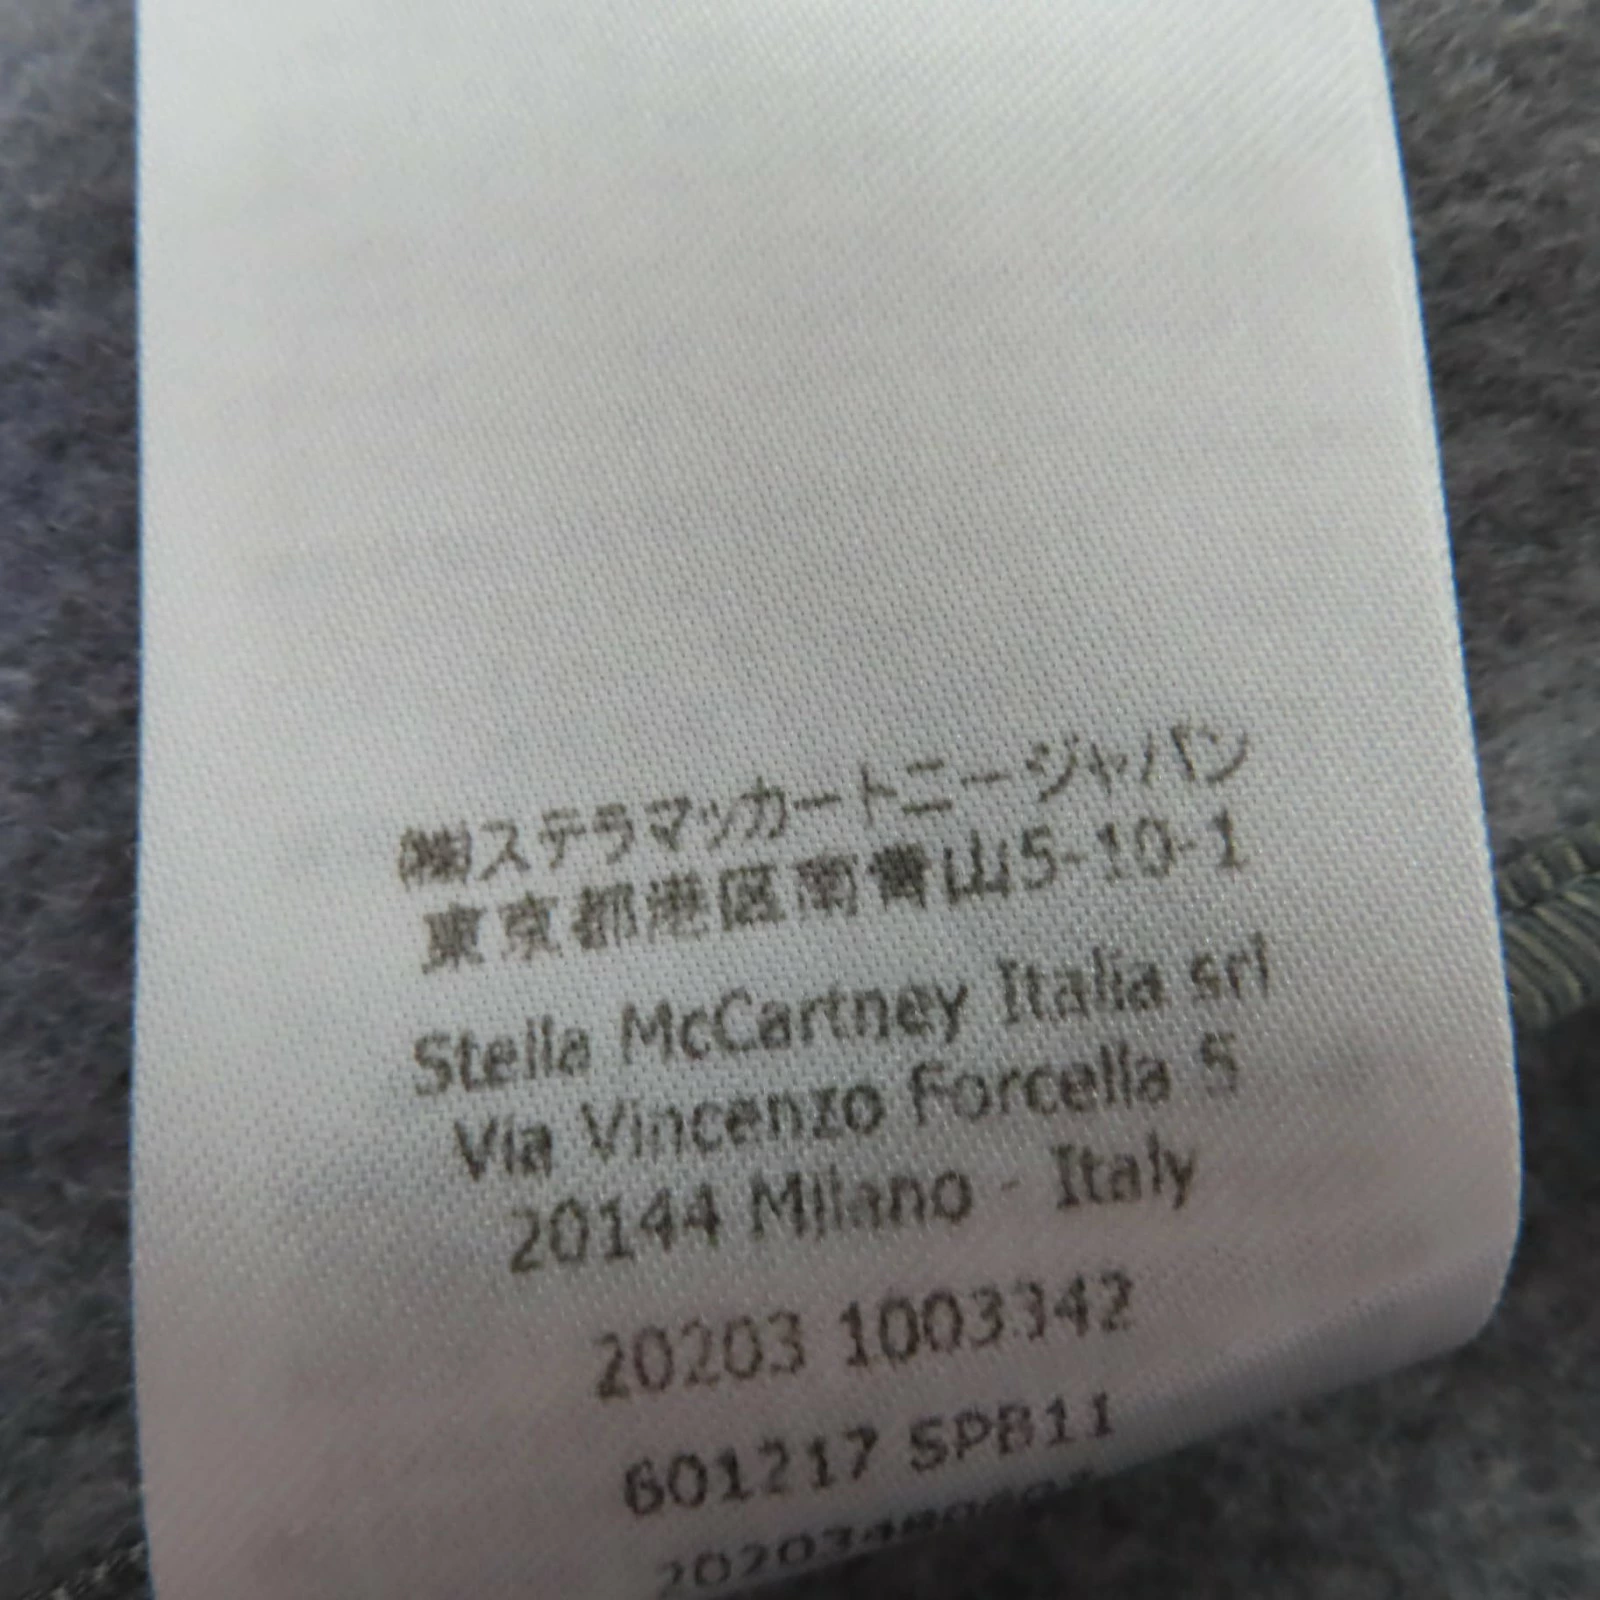 ㈱ステラマッカートニージャパン
東京都港区南青山5-10-1
Stella McCartney Italia srl
Via Vincenzo Forcella 5
20144 Milano - Italy
20203 1003342
601217 SPB11